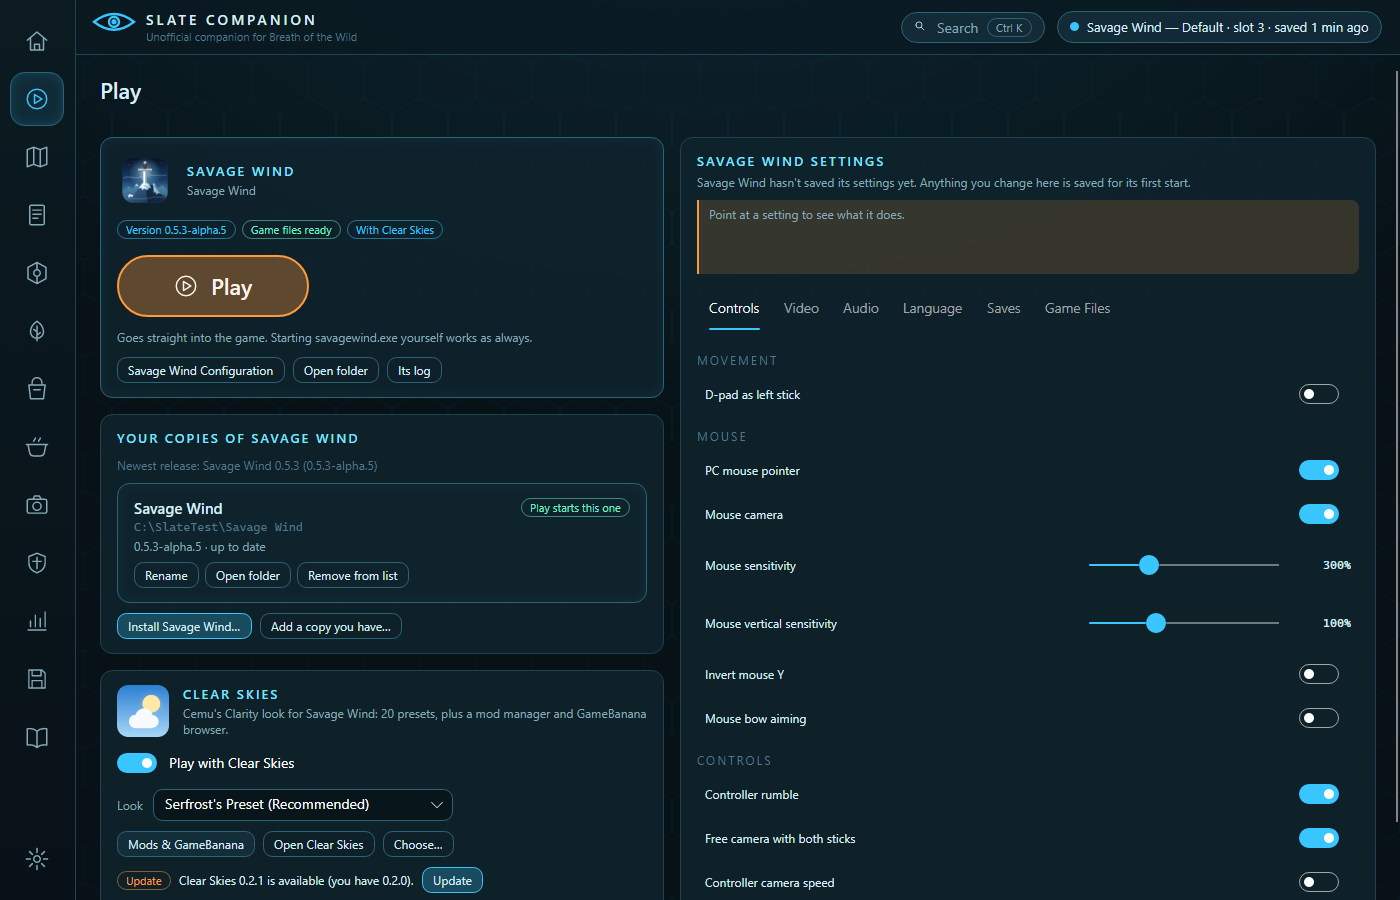 SLATE COMPANION
Unofficial companion for Breath of the Wild
Search Ctrl K
Savage Wind — Default · slot 3 · saved 1 min ago
Play
SAVAGE WIND
Savage Wind
Version 0.5.3-alpha.5 Game files ready With Clear Skies
Play
Goes straight into the game. Starting savagewind.exe yourself works as always.
Savage Wind Configuration Open folder Its log
YOUR COPIES OF SAVAGE WIND
Newest release: Savage Wind 0.5.3 (0.5.3-alpha.5)
Savage Wind Play starts this one
C:\SlateTest\Savage Wind
0.5.3-alpha.5 · up to date
Rename Open folder Remove from list
Install Savage Wind... Add a copy you have...
CLEAR SKIES
Cemu's Clarity look for Savage Wind: 20 presets, plus a mod manager and GameBanana
browser.
Play with Clear Skies
Look Serfrost's Preset (Recommended)
Mods & GameBanana Open Clear Skies Choose...
Update Clear Skies 0.2.1 is available (you have 0.2.0). Update
SAVAGE WIND SETTINGS
Savage Wind hasn't saved its settings yet. Anything you change here is saved for its first start.
Point at a setting to see what it does.
Controls Video Audio Language Saves Game Files
MOVEMENT
D-pad as left stick
MOUSE
PC mouse pointer
Mouse camera
Mouse sensitivity 300%
Mouse vertical sensitivity 100%
Invert mouse Y
Mouse bow aiming
CONTROLS
Controller rumble
Free camera with both sticks
Controller camera speed